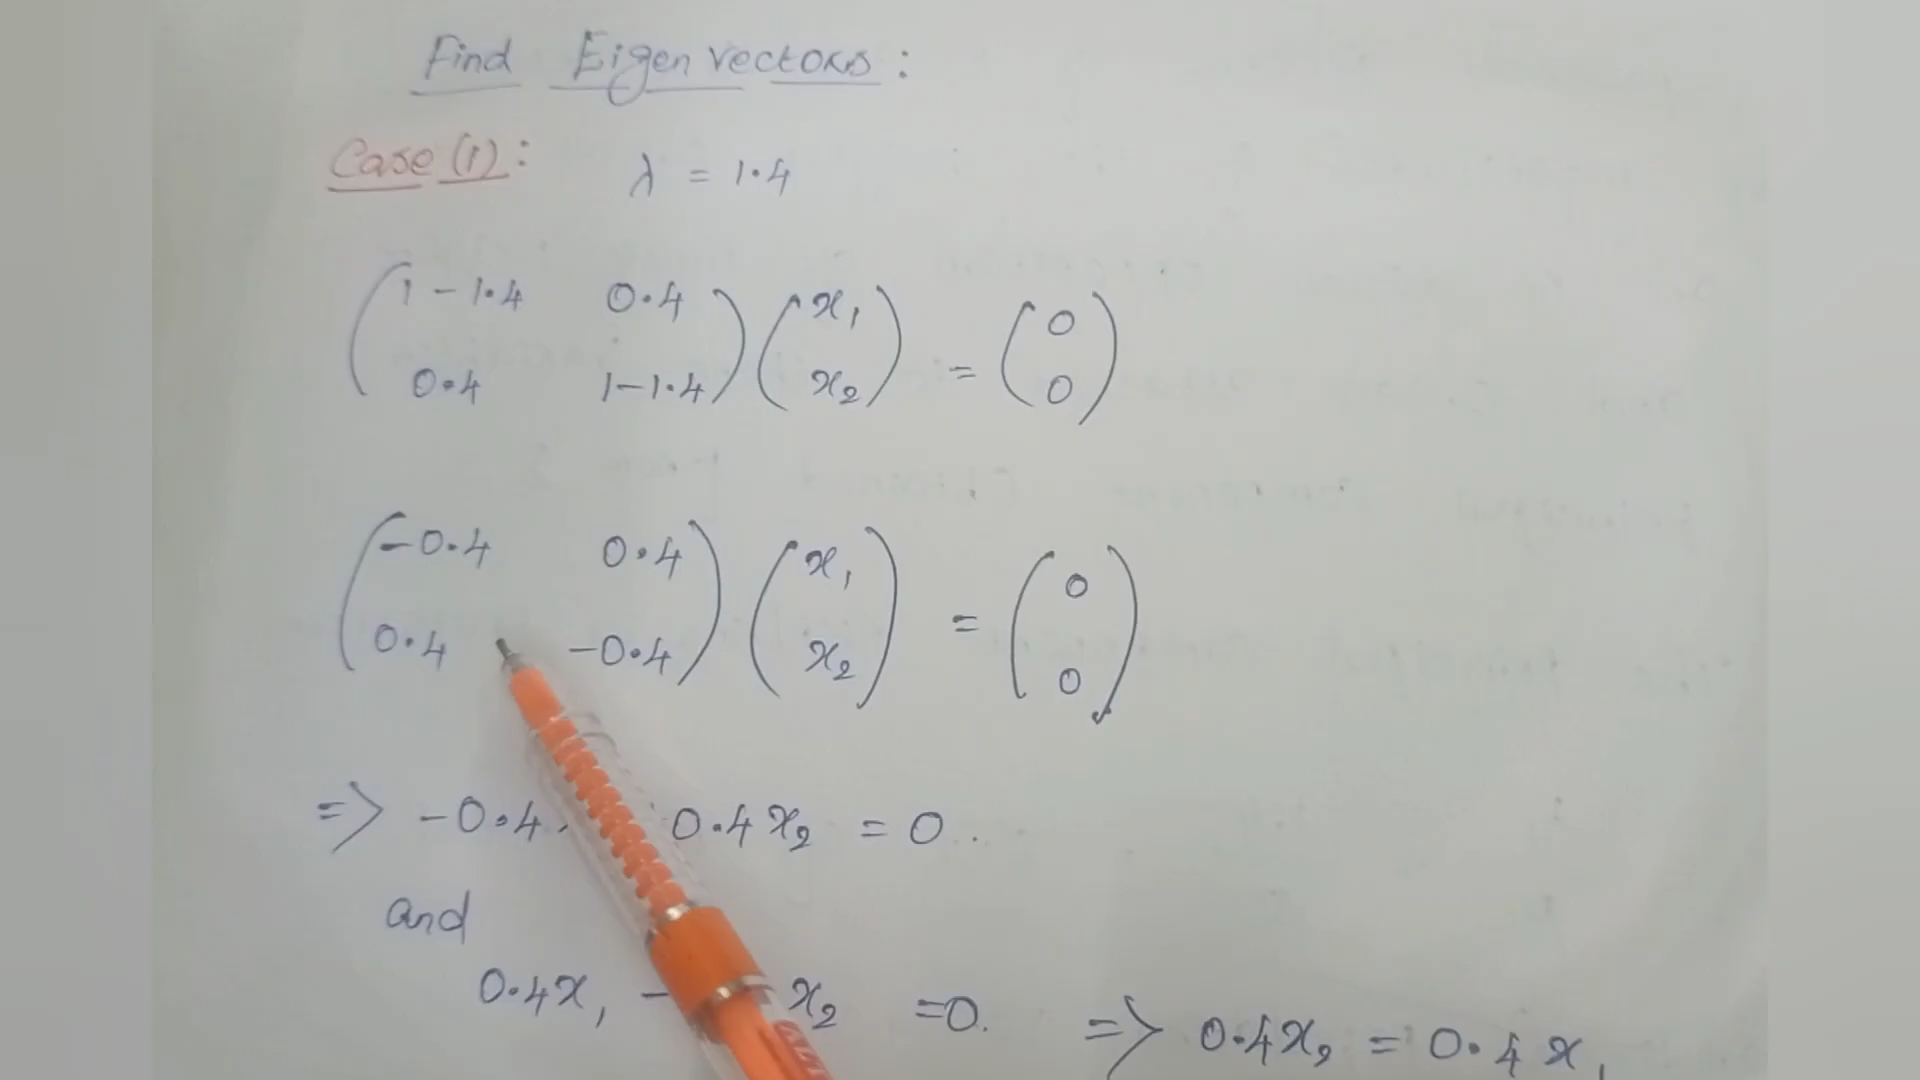 Find Eigen vectors:
Case (1): λ = 1.4
( 1-1.4 0.4 ) ( x₁ ) = ( 0 )
( 0.4 1-1.4 ) ( x₂ ) ( 0 )
( -0.4 0.4 ) ( x₁ ) = ( 0 )
( 0.4 -0.4 ) ( x₂ ) ( 0 )
=> -0.4 0.4x₂ = 0.
and
0.4x₁ - x₂ =0. => 0.4x₂ = 0.4x₁